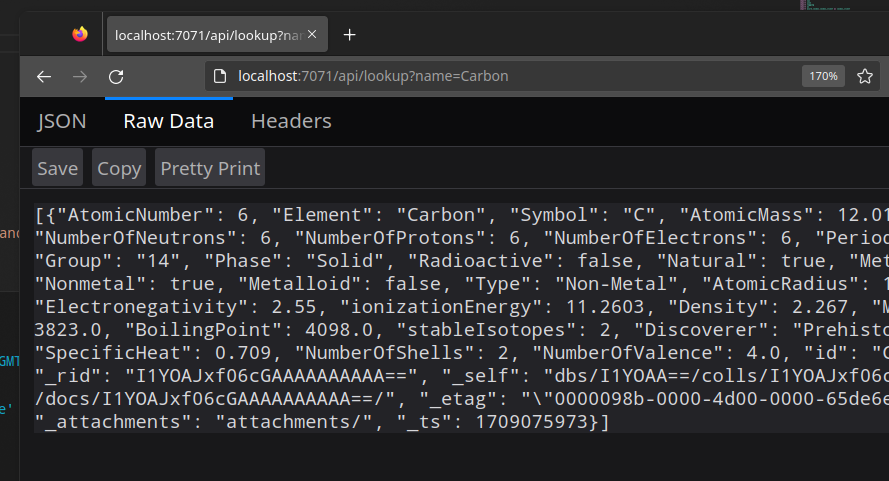 localhost:7071/api/lookup?nar
localhost:7071/api/lookup?name=Carbon
170%
JSON Raw Data Headers
Save Copy Pretty Print
[{"AtomicNumber": 6, "Element": "Carbon", "Symbol": "C", "AtomicMass": 12.01
"NumberOfNeutrons": 6, "NumberOfProtons": 6, "NumberOfElectrons": 6, "Period
"Group": "14", "Phase": "Solid", "Radioactive": false, "Natural": true, "Met
"Nonmetal": true, "Metalloid": false, "Type": "Non-Metal", "AtomicRadius": 1
"Electronegativity": 2.55, "ionizationEnergy": 11.2603, "Density": 2.267, "M
3823.0, "BoilingPoint": 4098.0, "stableIsotopes": 2, "Discoverer": "Prehisto
"SpecificHeat": 0.709, "NumberOfShells": 2, "NumberOfValence": 4.0, "id": "C
"_rid": "I1YOAJxf06cGAAAAAAAAAA==", "_self": "dbs/I1YOAA==/colls/I1YOAJxf06c
/docs/I1YOAJxf06cGAAAAAAAAAA==/", "_etag": "\"0000098b-0000-4d00-0000-65de6e
"_attachments": "attachments/", "_ts": 1709075973}]
and
GMT
e'